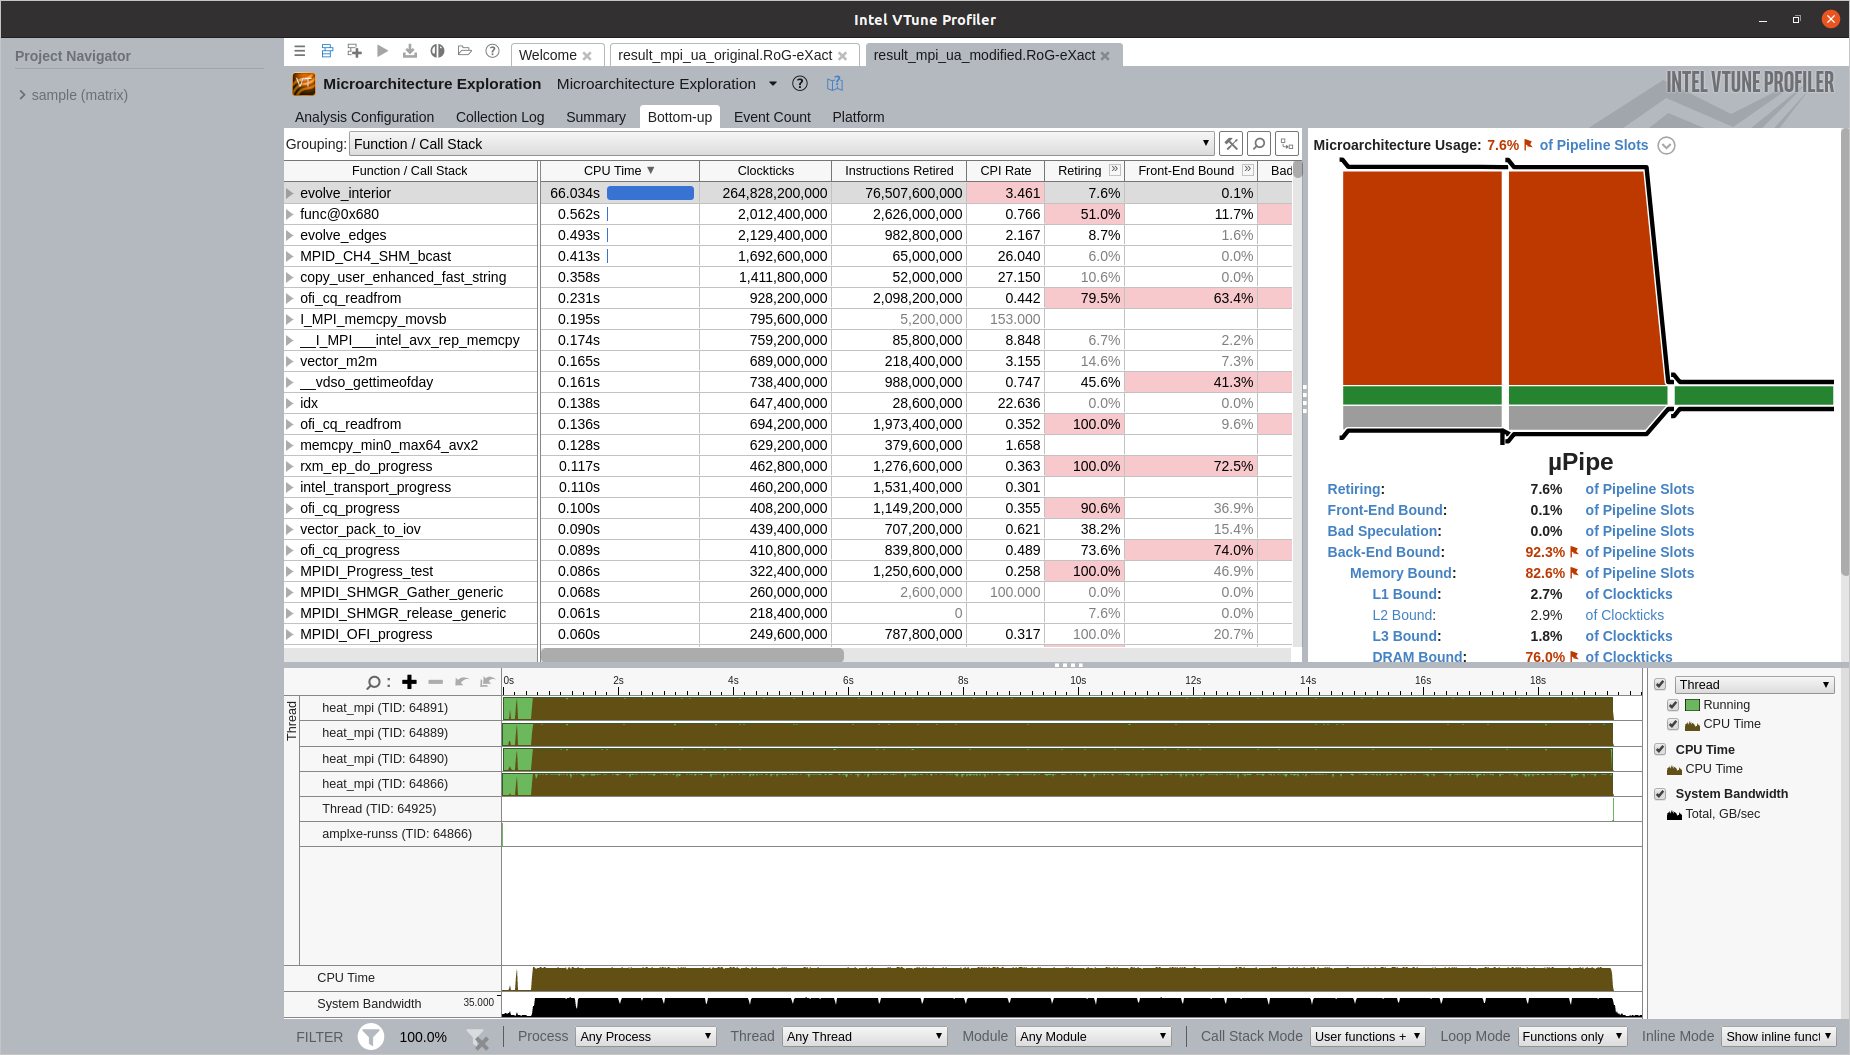 Intel VTune Profiler
Project Navigator
sample (matrix)
Welcome
result_mpi_ua_original.RoG-eXact
result_mpi_ua_modified.RoG-eXact
Microarchitecture Exploration Microarchitecture Exploration
INTEL VTUNE PROFILER
Analysis Configuration Collection Log Summary Bottom-up Event Count Platform
Grouping: Function / Call Stack
Function / Call Stack CPU Time Clockticks Instructions Retired CPI Rate Retiring Front-End Bound Bad
evolve_interior 66.034s 264,828,200,000 76,507,600,000 3.461 7.6% 0.1%
func@0x680 0.562s 2,012,400,000 2,626,000,000 0.766 51.0% 11.7%
evolve_edges 0.493s 2,129,400,000 982,800,000 2.167 8.7% 1.6%
MPID_CH4_SHM_bcast 0.413s 1,692,600,000 65,000,000 26.040 6.0% 0.0%
copy_user_enhanced_fast_string 0.358s 1,411,800,000 52,000,000 27.150 10.6% 0.0%
ofi_cq_readfrom 0.231s 928,200,000 2,098,200,000 0.442 79.5% 63.4%
I_MPI_memcpy_movsb 0.195s 795,600,000 5,200,000 153.000
__I_MPI___intel_avx_rep_memcpy 0.174s 759,200,000 85,800,000 8.848 6.7% 2.2%
vector_m2m 0.165s 689,000,000 218,400,000 3.155 14.6% 7.3%
__vdso_gettimeofday 0.161s 738,400,000 988,000,000 0.747 45.6% 41.3%
idx 0.138s 647,400,000 28,600,000 22.636 0.0% 0.0%
ofi_cq_readfrom 0.136s 694,200,000 1,973,400,000 0.352 100.0% 9.6%
memcpy_min0_max64_avx2 0.128s 629,200,000 379,600,000 1.658
rxm_ep_do_progress 0.117s 462,800,000 1,276,600,000 0.363 100.0% 72.5%
intel_transport_progress 0.110s 460,200,000 1,531,400,000 0.301
ofi_cq_progress 0.100s 408,200,000 1,149,200,000 0.355 90.6% 36.9%
vector_pack_to_iov 0.090s 439,400,000 707,200,000 0.621 38.2% 15.4%
ofi_cq_progress 0.089s 410,800,000 839,800,000 0.489 73.6% 74.0%
MPIDI_Progress_test 0.086s 322,400,000 1,250,600,000 0.258 100.0% 46.9%
MPIDI_SHMGR_Gather_generic 0.068s 260,000,000 2,600,000 100.000 0.0% 0.0%
MPIDI_SHMGR_release_generic 0.061s 218,400,000 0 7.6% 0.0%
MPIDI_OFI_progress 0.060s 249,600,000 787,800,000 0.317 100.0% 20.7%
Microarchitecture Usage: 7.6% of Pipeline Slots
µPipe
Retiring: 7.6% of Pipeline Slots
Front-End Bound: 0.1% of Pipeline Slots
Bad Speculation: 0.0% of Pipeline Slots
Back-End Bound: 92.3% of Pipeline Slots
Memory Bound: 82.6% of Pipeline Slots
L1 Bound: 2.7% of Clockticks
L2 Bound: 2.9% of Clockticks
L3 Bound: 1.8% of Clockticks
DRAM Bound: 76.0% of Clockticks
0s 2s 4s 6s 8s 10s 12s 14s 16s 18s
Thread
heat_mpi (TID: 64891)
heat_mpi (TID: 64889)
heat_mpi (TID: 64890)
heat_mpi (TID: 64866)
Thread (TID: 64925)
amplxe-runss (TID: 64866)
CPU Time
System Bandwidth 35.000
Thread
Running
CPU Time
CPU Time
CPU Time
System Bandwidth
Total, GB/sec
FILTER 100.0% Process Any Process Thread Any Thread Module Any Module Call Stack Mode User functions + Loop Mode Functions only Inline Mode Show inline funct